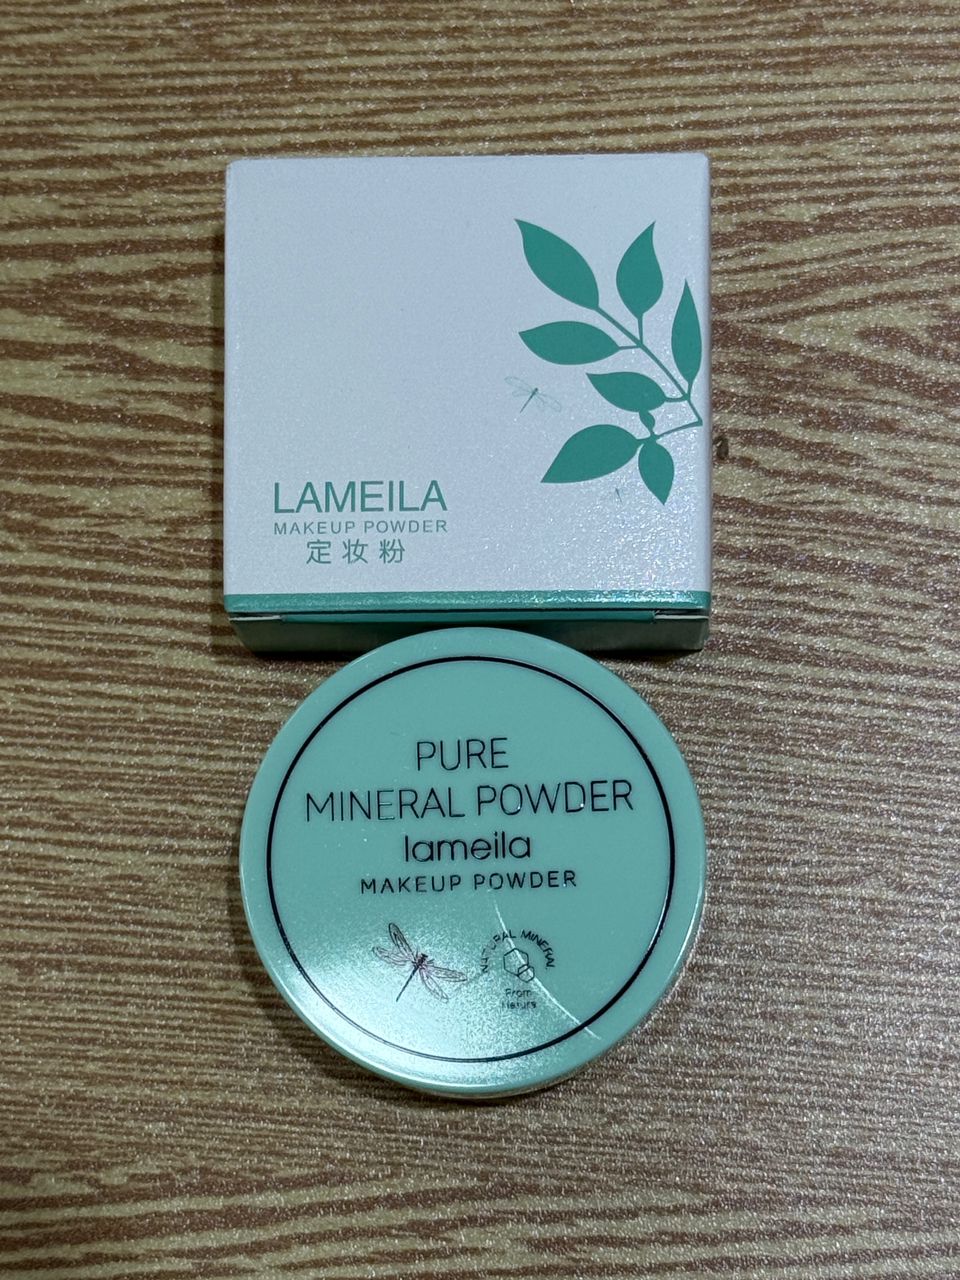 LAMEILA
MAKEUP POWDER
定妆粉
PURE
MINERAL POWDER
lameila
MAKEUP POWDER
NATURAL MINERAL
From
Nature